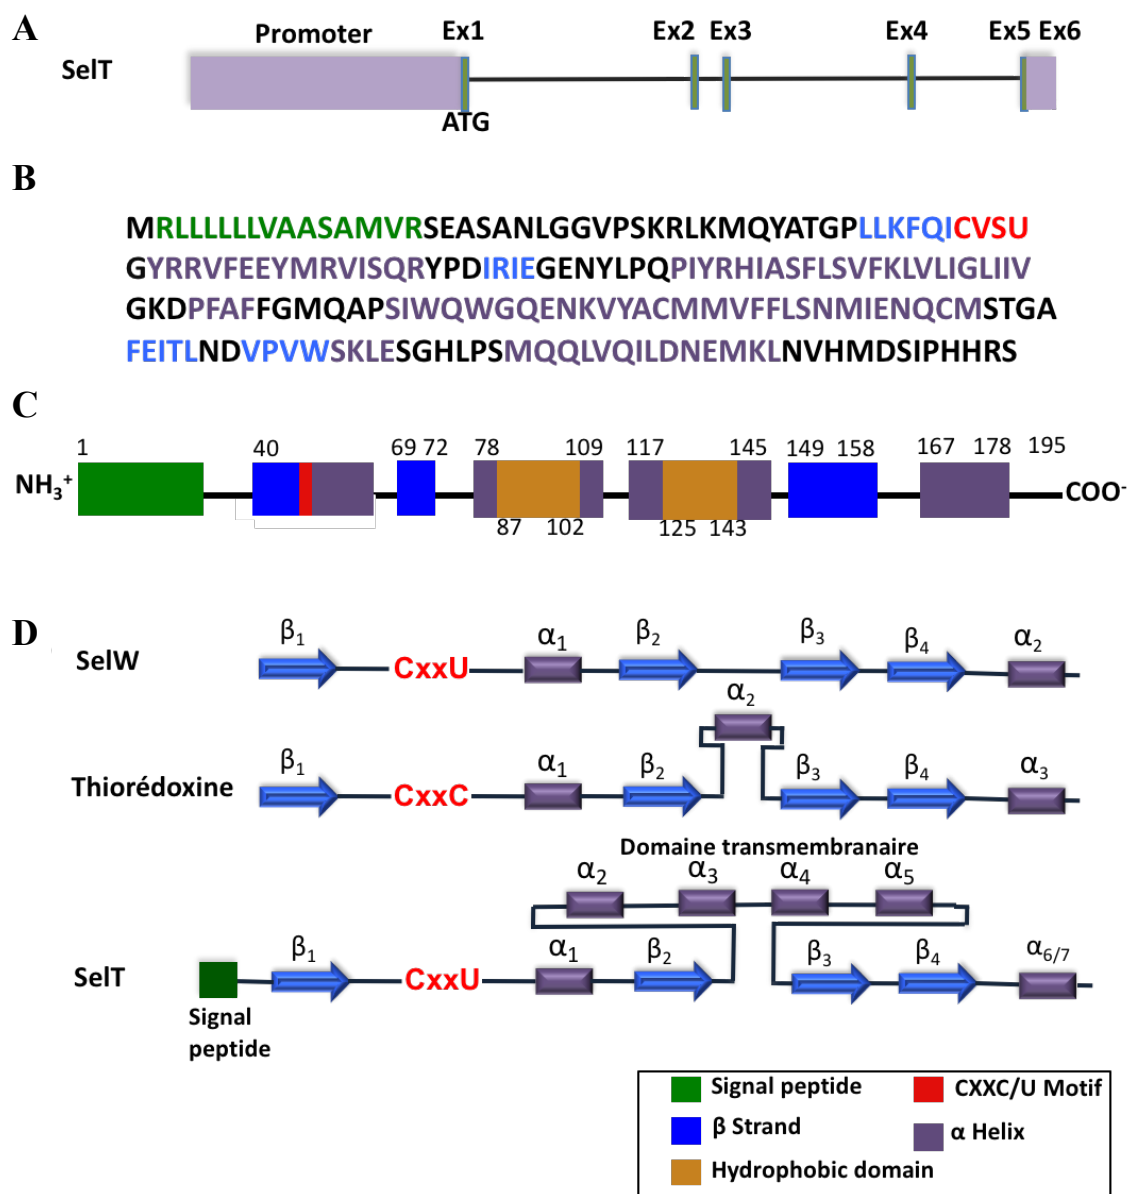 A
Promoter Ex1 Ex2 Ex3 Ex4 Ex5 Ex6
SelT
ATG
B
MRLLLLLLVAASAMVRSEASANLGGVPSKRLKMQYATGPLLKFQICVSU
GYRRVFEEYMRVISQRYPDIRIEGENYLPQPIYRHIASFLSVFKLVLIGLIIV
GKDPFAFFGMQAPSIWQWGQENKVYACMMVFFLSNMIENQCMSTGA
FEITLNDVPVWSKLESGHLPSMQQLVQILDNEMKLNVHMDSIPHHRS
C
1 40 69 72 78 109 117 145 149 158 167 178 195
NH₃⁺ COO⁻
87 102 125 143
D
β₁ α₁ β₂ β₃ β₄ α₂
SelW CxxU
α₂
β₁ α₁ β₂ β₃ β₄ α₃
Thiorédoxine CxxC
Domaine transmembranaire
α₂ α₃ α₄ α₅
β₁ α₁ β₂ β₃ β₄ α₆/₇
SelT CxxU
Signal
peptide
Signal peptide CXXC/U Motif
β Strand α Helix
Hydrophobic domain